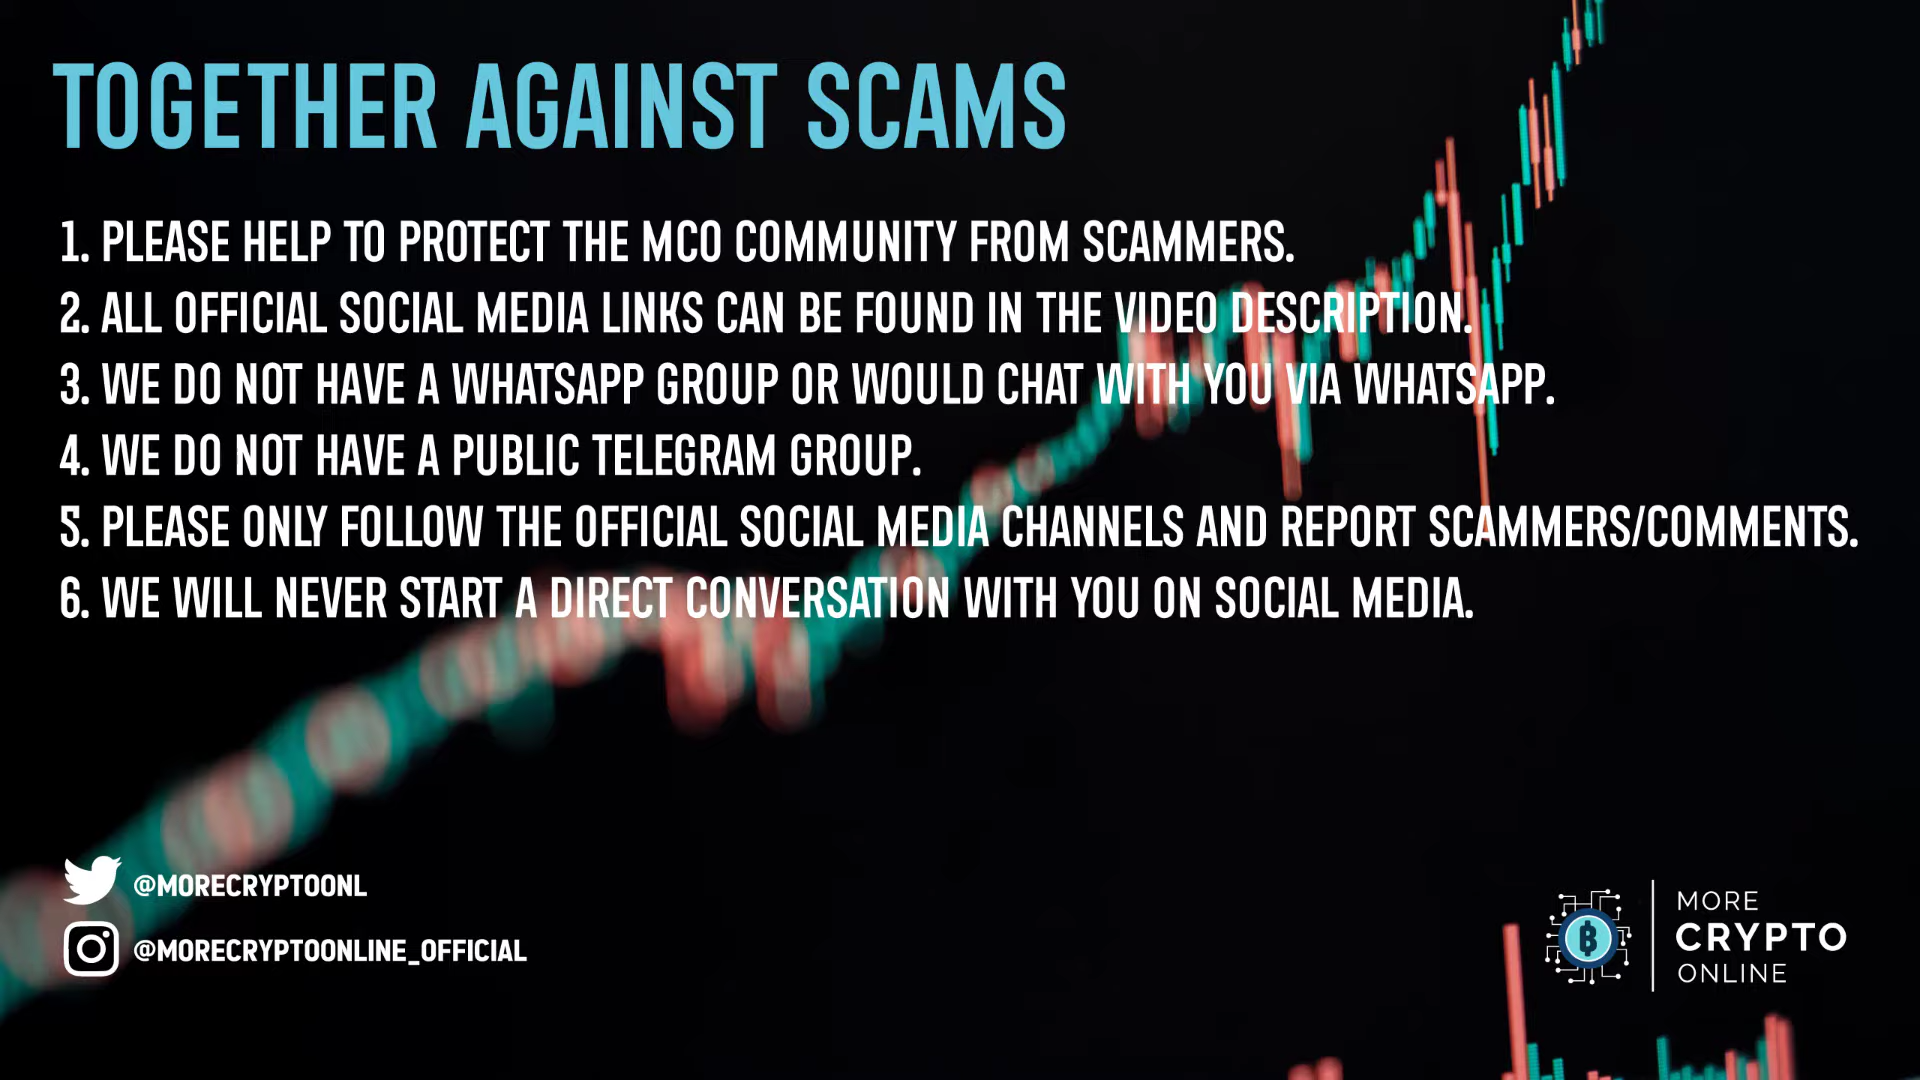 TOGETHER AGAINST SCAMS
1. PLEASE HELP TO PROTECT THE MCO COMMUNITY FROM SCAMMERS.
2. ALL OFFICIAL SOCIAL MEDIA LINKS CAN BE FOUND IN THE VIDEO DESCRIPTION.
3. WE DO NOT HAVE A WHATSAPP GROUP OR WOULD CHAT WITH YOU VIA WHATSAPP.
4. WE DO NOT HAVE A PUBLIC TELEGRAM GROUP.
5. PLEASE ONLY FOLLOW THE OFFICIAL SOCIAL MEDIA CHANNELS AND REPORT SCAMMERS/COMMENTS.
6. WE WILL NEVER START A DIRECT CONVERSATION WITH YOU ON SOCIAL MEDIA.
@MORECRYPTOONL
@MORECRYPTOONLINE_OFFICIAL
MORE
CRYPTO
ONLINE